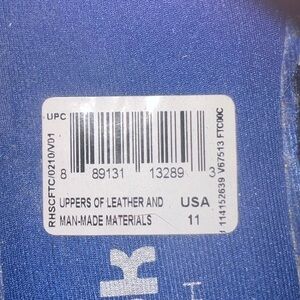 UPC
RHSCFTC/0210/V01
8 89131 13289 3
UPPERS OF LEATHER AND
MAN-MADE MATERIALS
USA
11
114152639 V67513 FTC90C